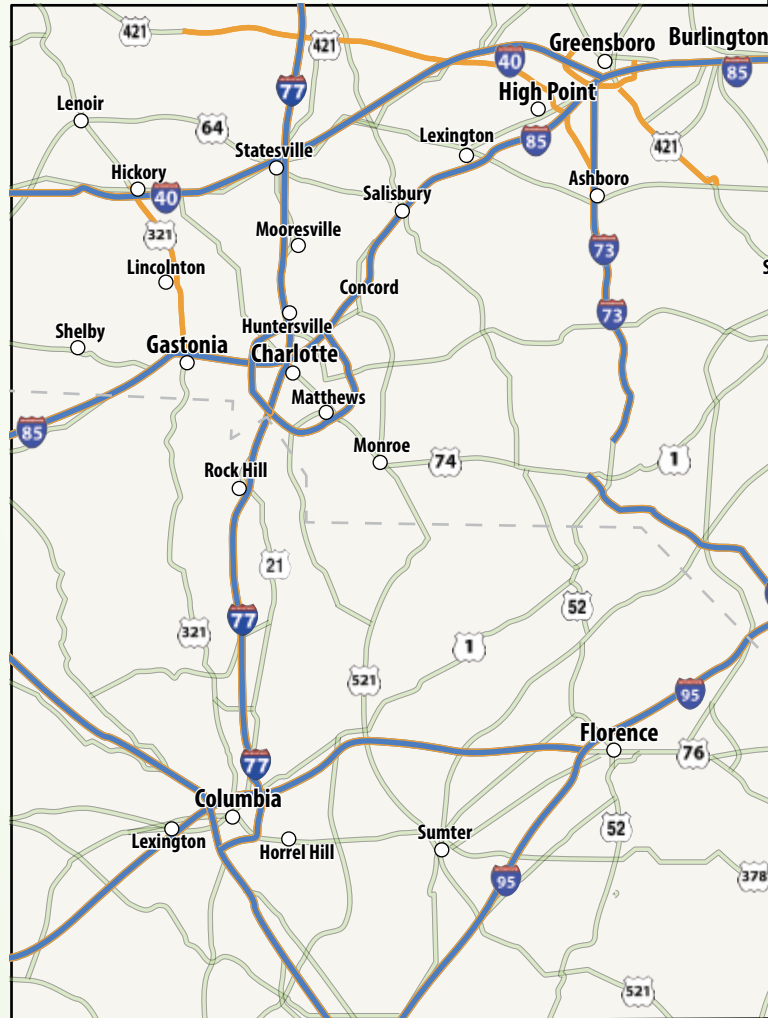 421
Burlington
Greensboro
421
40
85
77
High Point
Lenoir
64
Lexington
85
421
Statesville
Hickory
40
Salisbury
Ashboro
321
Mooresville
73
Lincolnton
S
Concord
73
Huntersville
Shelby
Gastonia
Charlotte
Matthews
85
Monroe
74
1
Rock Hill
21
52
77
321
1
521
95
Florence
76
77
Columbia
52
Lexington
Sumter
Horrel Hill
95
378
521